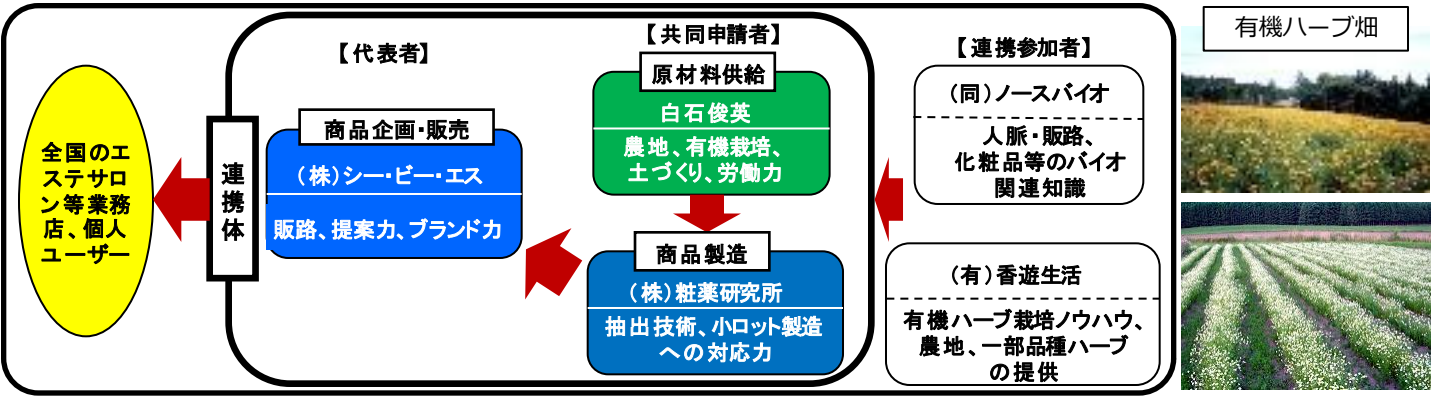 全国のエ
ステサロ
ン等業務
店、個人
ユーザー
連携体
【代表者】
商品企画・販売
（株）シー・ビー・エス
販路、提案力、ブランド力
【共同申請者】
原材料供給
白石俊英
農地、有機栽培、
土づくり、労働力
商品製造
（株）粧薬研究所
抽出技術、小ロット製造
への対応力
【連携参加者】
（同）ノースバイオ
人脈・販路、
化粧品等のバイオ
関連知識
（有）香遊生活
有機ハーブ栽培ノウハウ、
農地、一部品種ハーブ
の提供
有機ハーブ畑